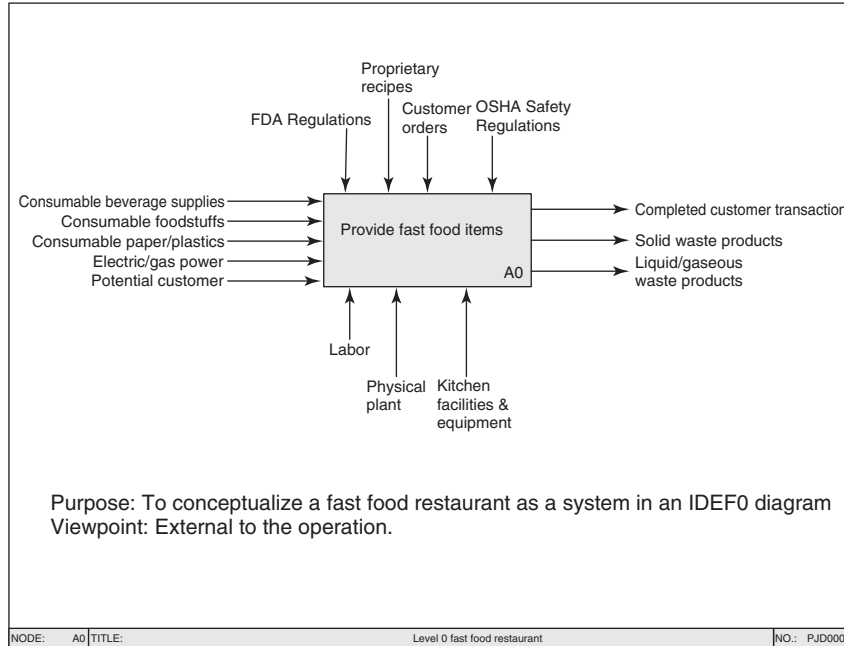 Proprietary
recipes
FDA Regulations
Customer
orders
OSHA Safety
Regulations
Consumable beverage supplies
Consumable foodstuffs
Consumable paper/plastics
Electric/gas power
Potential customer
Provide fast food items
A0
Completed customer transaction
Solid waste products
Liquid/gaseous
waste products
Labor
Physical
plant
Kitchen
facilities &
equipment
Purpose: To conceptualize a fast food restaurant as a system in an IDEF0 diagram
Viewpoint: External to the operation.
NODE: A0 TITLE: Level 0 fast food restaurant NO.: PJD000